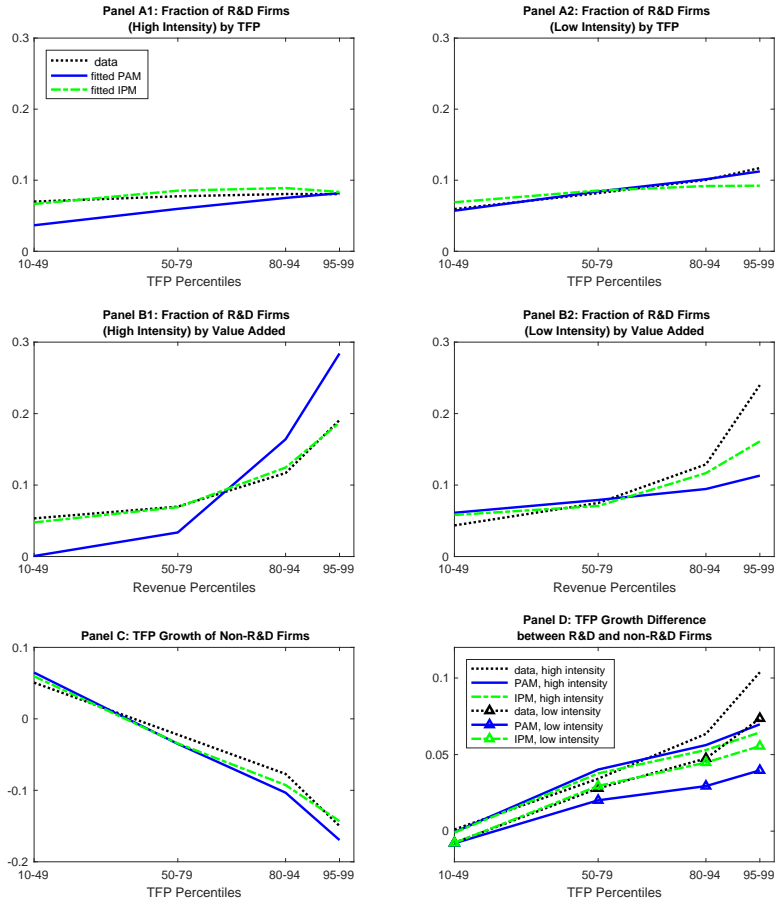 Panel A1: Fraction of R&D Firms
(High Intensity) by TFP
0.3
0.2
0.1
0
data
fitted PAM
fitted IPM
10-49
50-79
80-94
95-99
TFP Percentiles
Panel A2: Fraction of R&D Firms
(Low Intensity) by TFP
0.3
0.2
0.1
0
10-49
50-79
80-94
95-99
TFP Percentiles
Panel B1: Fraction of R&D Firms
(High Intensity) by Value Added
0.3
0.2
0.1
0
10-49
50-79
80-94
95-99
Revenue Percentiles
Panel B2: Fraction of R&D Firms
(Low Intensity) by Value Added
0.3
0.2
0.1
0
10-49
50-79
80-94
95-99
Revenue Percentiles
Panel C: TFP Growth of Non-R&D Firms
0.1
0
-0.1
-0.2
10-49
50-79
80-94
95-99
TFP Percentiles
Panel D: TFP Growth Difference
between R&D and non-R&D Firms
0.1
0.05
0
data, high intensity
PAM, high intensity
IPM, high intensity
data, low intensity
PAM, low intensity
IPM, low intensity
10-49
50-79
80-94
95-99
TFP Percentiles